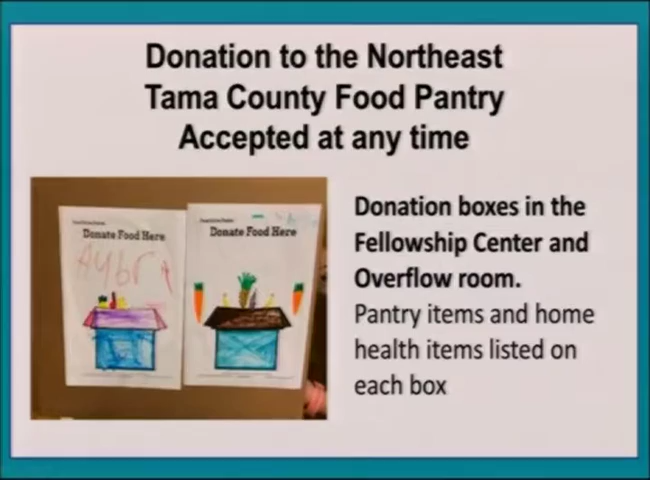 Donation to the Northeast
Tama County Food Pantry
Accepted at any time
Donate Food Here
Donate Food Here
Donation boxes in the
Fellowship Center and
Overflow room.
Pantry items and home
health items listed on
each box